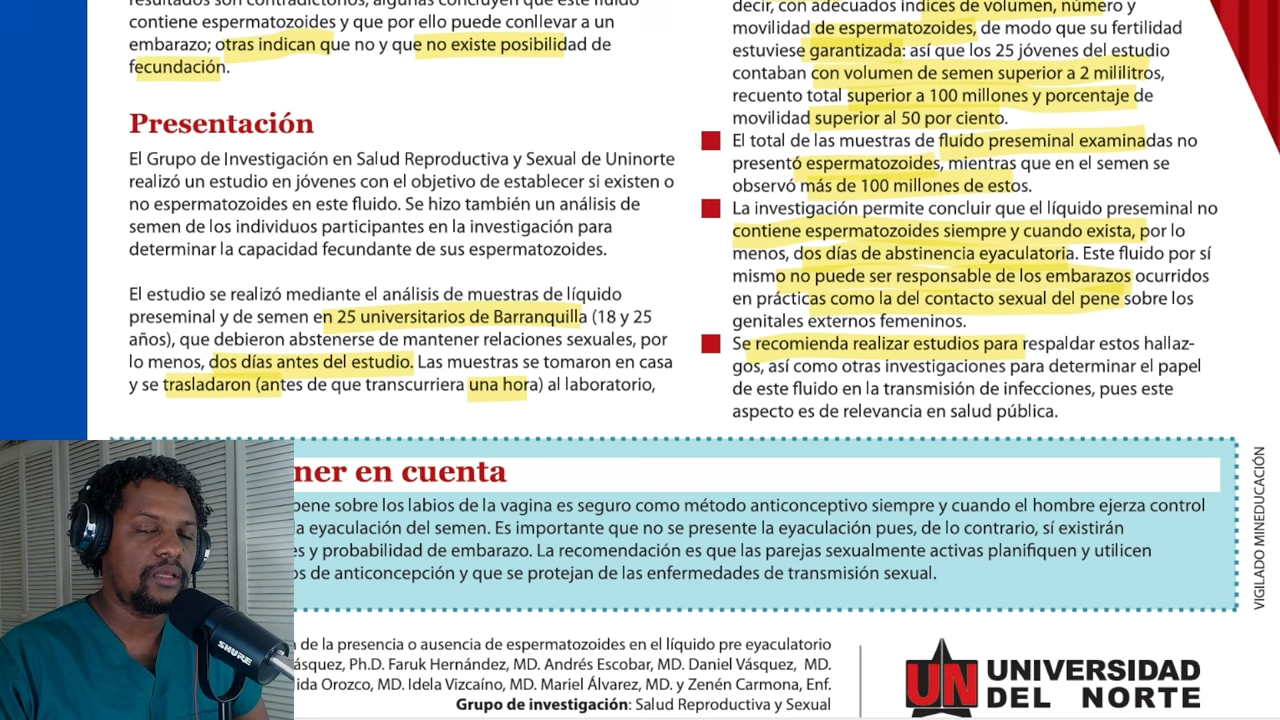 resultados son contradictorios, algunas concluyen que este fluido
contiene espermatozoides y que por ello puede conllevar a un
embarazo; otras indican que no y que no existe posibilidad de
fecundación.
Presentación
El Grupo de Investigación en Salud Reproductiva y Sexual de Uninorte
realizó un estudio en jóvenes con el objetivo de establecer si existen o
no espermatozoides en este fluido. Se hizo también un análisis de
semen de los individuos participantes en la investigación para
determinar la capacidad fecundante de sus espermatozoides.
El estudio se realizó mediante el análisis de muestras de líquido
preseminal y de semen en 25 universitarios de Barranquilla (18 y 25
años), que debieron abstenerse de mantener relaciones sexuales, por
lo menos, dos días antes del estudio. Las muestras se tomaron en casa
y se trasladaron (antes de que transcurriera una hora) al laboratorio,
decir, con adecuados índices de volumen, número y
movilidad de espermatozoides, de modo que su fertilidad
estuviese garantizada: así que los 25 jóvenes del estudio
contaban con volumen de semen superior a 2 mililitros,
recuento total superior a 100 millones y porcentaje de
movilidad superior al 50 por ciento.
El total de las muestras de fluido preseminal examinadas no
presentó espermatozoides, mientras que en el semen se
observó más de 100 millones de estos.
La investigación permite concluir que el líquido preseminal no
contiene espermatozoides siempre y cuando exista, por lo
menos, dos días de abstinencia eyaculatoria. Este fluido por sí
mismo no puede ser responsable de los embarazos ocurridos
en prácticas como la del contacto sexual del pene sobre los
genitales externos femeninos.
Se recomienda realizar estudios para respaldar estos hallaz-
gos, así como otras investigaciones para determinar el papel
de este fluido en la transmisión de infecciones, pues este
aspecto es de relevancia en salud pública.
ner en cuenta
pene sobre los labios de la vagina es seguro como método anticonceptivo siempre y cuando el hombre ejerza control
la eyaculación del semen. Es importante que no se presente la eyaculación pues, de lo contrario, sí existirán
es y probabilidad de embarazo. La recomendación es que las parejas sexualmente activas planifiquen y utilicen
os de anticoncepción y que se protejan de las enfermedades de transmisión sexual.
VIGILADO MINEDUCACIÓN
n de la presencia o ausencia de espermatozoides en el líquido pre eyaculatorio
ásquez, Ph.D. Faruk Hernández, MD. Andrés Escobar, MD. Daniel Vásquez, MD.
ida Orozco, MD. Idela Vizcaíno, MD. Mariel Álvarez, MD. y Zenén Carmona, Enf.
Grupo de investigación: Salud Reproductiva y Sexual
UN UNIVERSIDAD
DEL NORTE
SHURE